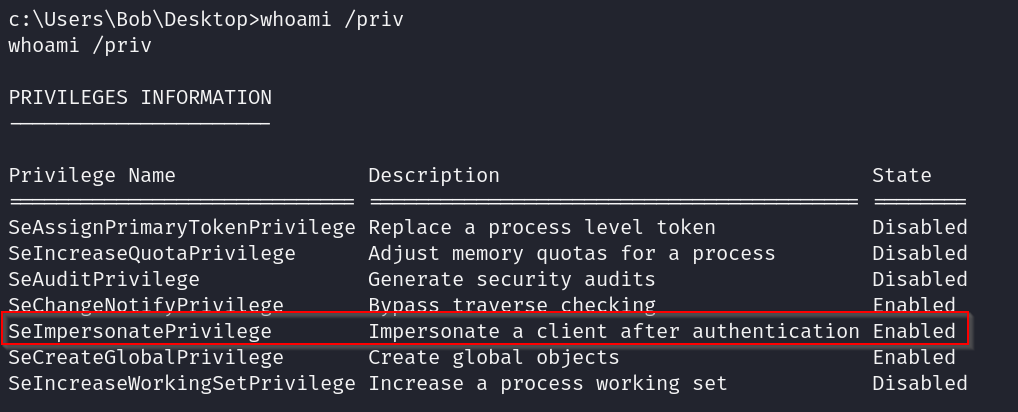 c:\Users\Bob\Desktop>whoami /priv
whoami /priv
PRIVILEGES INFORMATION
----------------------
Privilege Name Description State
============================= ========================================= ========
SeAssignPrimaryTokenPrivilege Replace a process level token Disabled
SeIncreaseQuotaPrivilege Adjust memory quotas for a process Disabled
SeAuditPrivilege Generate security audits Disabled
SeChangeNotifyPrivilege Bypass traverse checking Enabled
SeImpersonatePrivilege Impersonate a client after authentication Enabled
SeCreateGlobalPrivilege Create global objects Enabled
SeIncreaseWorkingSetPrivilege Increase a process working set Disabled